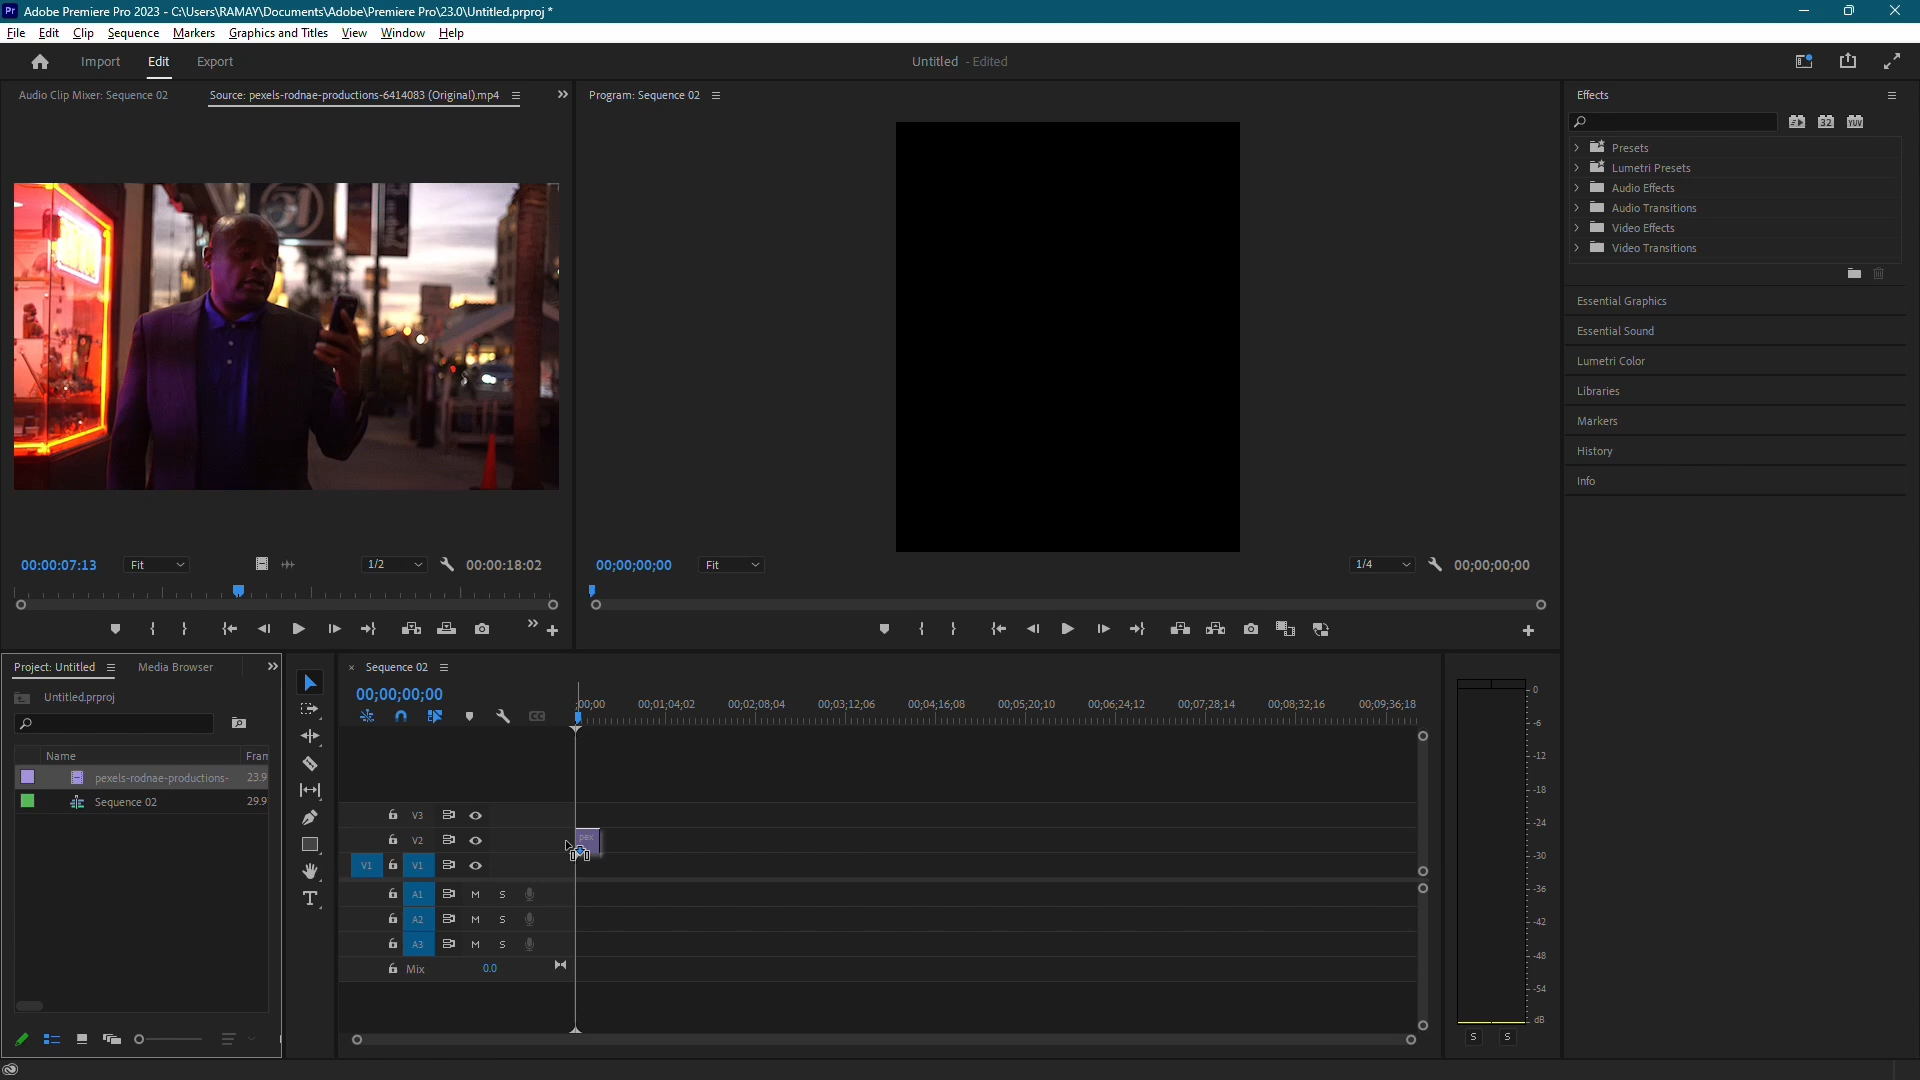 Pr Adobe Premiere Pro 2023 - C:\Users\RAMAY\Documents\Adobe\Premiere Pro\23.0\Untitled.prproj *
File Edit Clip Sequence Markers Graphics and Titles View Window Help
Import Edit Export Untitled - Edited
Audio Clip Mixer: Sequence 02 Source: pexels-rodnae-productions-6414083 (Original).mp4
Program: Sequence 02
Effects
32 YUV
Presets
Lumetri Presets
Audio Effects
Audio Transitions
Video Effects
Video Transitions
Essential Graphics
Essential Sound
Lumetri Color
Libraries
Markers
History
Info
00:00:07:13 Fit 1/2 00:00:18:02
00;00;00;00 Fit 1/4 00;00;00;00
Project: Untitled Media Browser
Untitled.prproj
Name Fran
pexels-rodnae-productions- 23.9
Sequence 02 29.9
× Sequence 02
00;00;00;00
;00;00 00;01;04;02 00;02;08;04 00;03;12;06 00;04;16;08 00;05;20;10 00;06;24;12 00;07;28;14 00;08;32;16 00;09;36;18
V3
V2 pex
V1 V1
A1 M S
A2 M S
A3 M S
Mix 0.0
0
-6
-12
-18
-24
-30
-36
-42
-48
-54
dB
S S